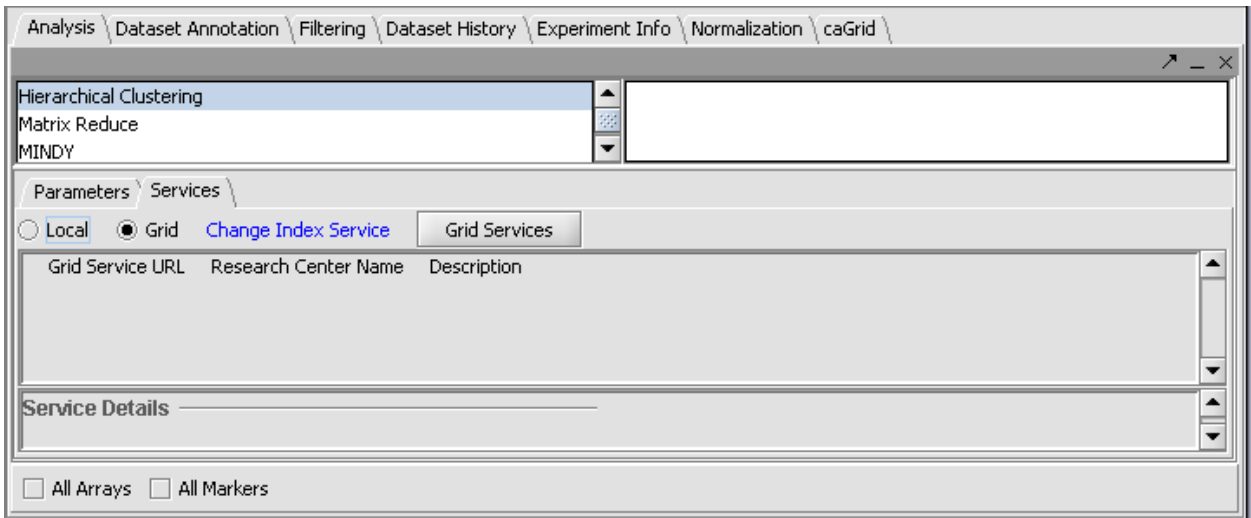 Analysis Dataset Annotation Filtering Dataset History Experiment Info Normalization caGrid
Hierarchical Clustering
Matrix Reduce
MINDY
Parameters Services
Local Grid Change Index Service Grid Services
Grid Service URL Research Center Name Description
Service Details
All Arrays All Markers